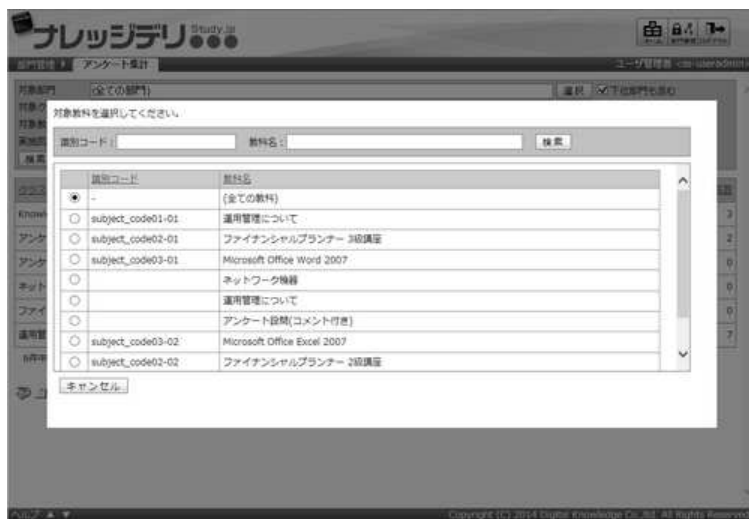 ナレッジデリ Study.jp
部門管理 アンケート集計 ユーザ管理者
対象部門 (全ての部門) 選択 下位部門も含む
対象教科を選択してください。
識別コード: 教科名: 検索
識別コード 教科名
- (全ての教科)
subject_code01-01 運用管理について
subject_code02-01 ファイナンシャルプランナー 3級講座
subject_code03-01 Microsoft Office Word 2007
ネットワーク機器
運用管理について
アンケート設問(コメント付き)
subject_code03-02 Microsoft Office Excel 2007
subject_code02-02 ファイナンシャルプランナー 2級講座
キャンセル
ヘルプ ▲ ▼ Copyright (C) 2014 Digital Knowledge Co.,ltd. All Rights Reserved